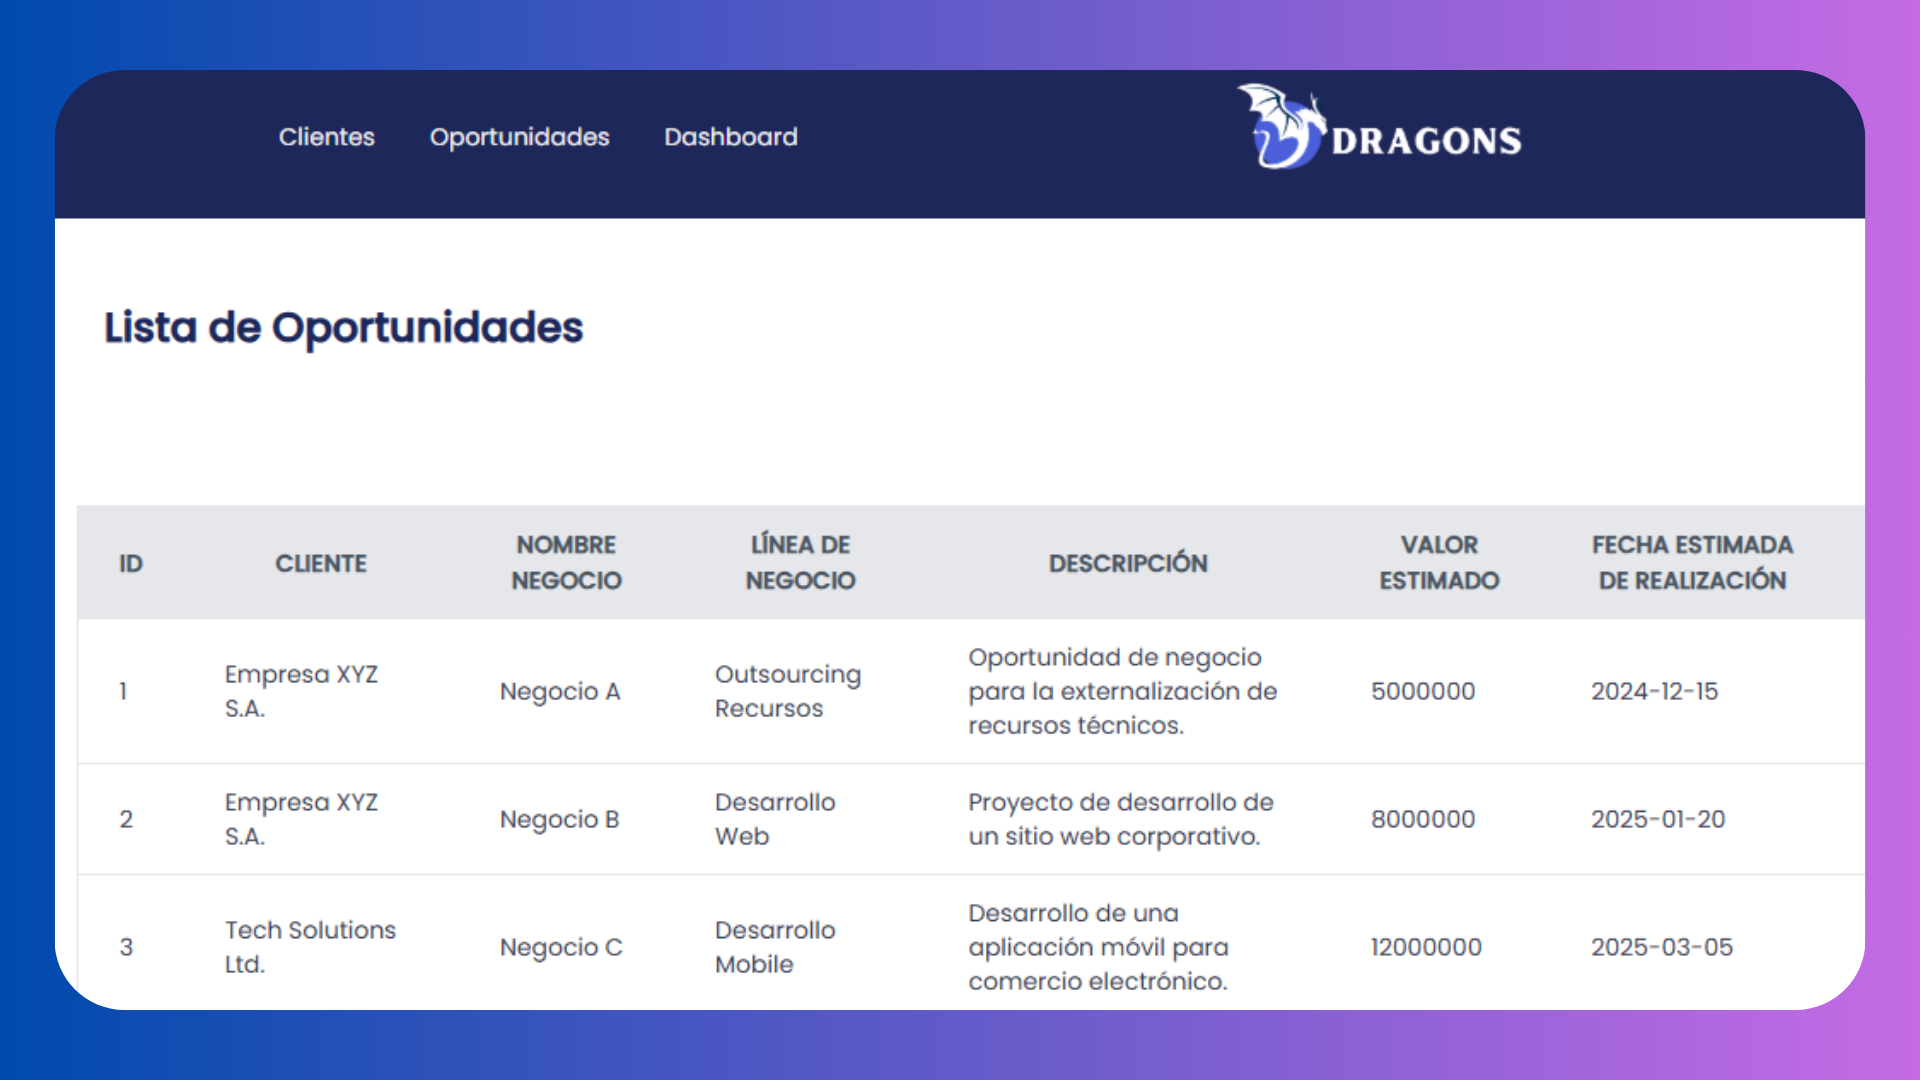 Clientes Oportunidades Dashboard
DRAGONS
Lista de Oportunidades
ID CLIENTE NOMBRE NEGOCIO LÍNEA DE NEGOCIO DESCRIPCIÓN VALOR ESTIMADO FECHA ESTIMADA DE REALIZACIÓN
1
Empresa XYZ
S.A.
Negocio A
Outsourcing
Recursos
Oportunidad de negocio
para la externalización de
recursos técnicos.
5000000
2024-12-15
2
Empresa XYZ
S.A.
Negocio B
Desarrollo
Web
Proyecto de desarrollo de
un sitio web corporativo.
8000000
2025-01-20
3
Tech Solutions
Ltd.
Negocio C
Desarrollo
Mobile
Desarrollo de una
aplicación móvil para
comercio electrónico.
12000000
2025-03-05